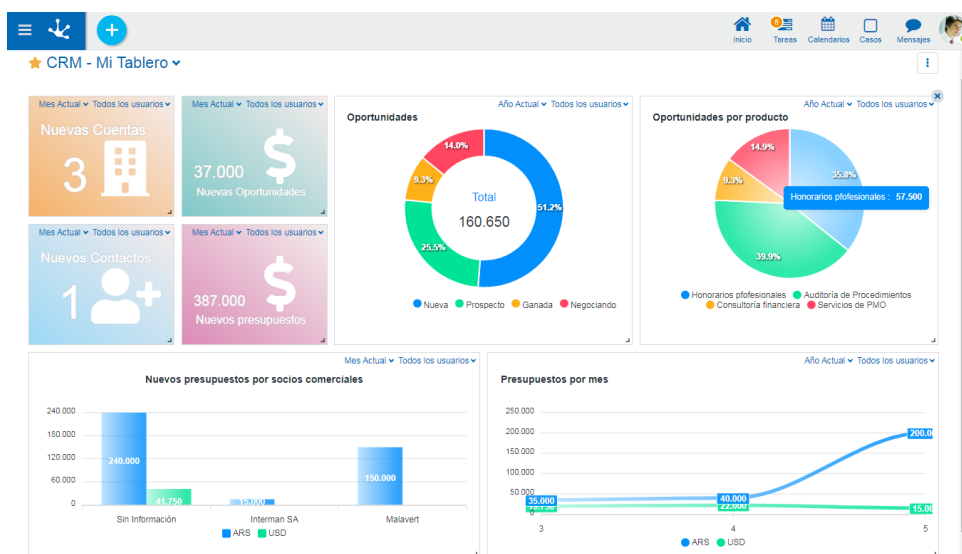 5
Inicio
Tareas
Calendarios
Casos
Mensajes
CRM - Mi Tablero
Mes Actual Todos los usuarios
Nuevas Cuentas
3
Mes Actual Todos los usuarios
37.000
Nuevas Oportunidades
Mes Actual Todos los usuarios
Nuevos Contactos
1
Mes Actual Todos los usuarios
387.000
Nuevos presupuestos
Año Actual Todos los usuarios
Oportunidades
14.0%
9.3%
Total
160.650
51.2%
25.5%
Nueva Prospecto Ganada Negociando
Año Actual Todos los usuarios
Oportunidades por producto
14.9%
35.8%
9.3%
Honorarios pfofesionales : 57.500
39.9%
Honorarios pfofesionales Auditoría de Procedimientos
Consultoría financiera Servicios de PMO
Mes Actual Todos los usuarios
Nuevos presupuestos por socios comerciales
240.000
180.000
120.000
60.000
0
240.000
41.750
15.000
150.000
Sin Información Interman SA Malavert
ARS USD
Año Actual Todos los usuarios
Presupuestos por mes
250.000
200.000
150.000
100.000
50.000
0
35.000
40.000
22.000
200.0
15.00
3 4 5
ARS USD